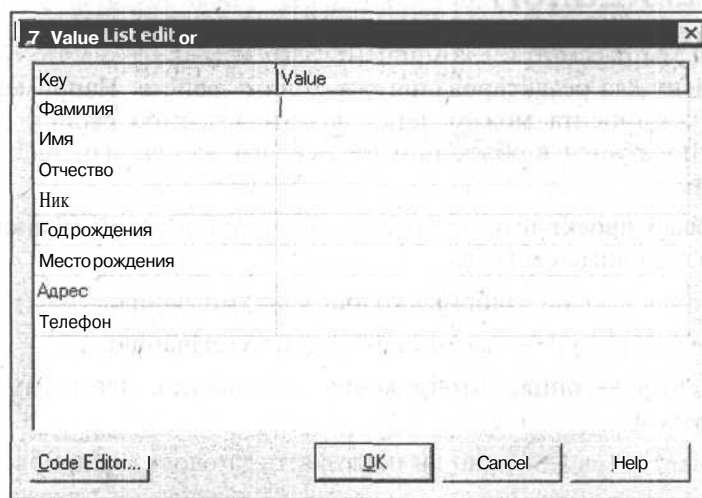 7 Value List editor
Key Value
Фамилия
Имя
Отчество
Ник
Год рождения
Место рождения
Адрес
Телефон
Code Editor... OK Cancel Help